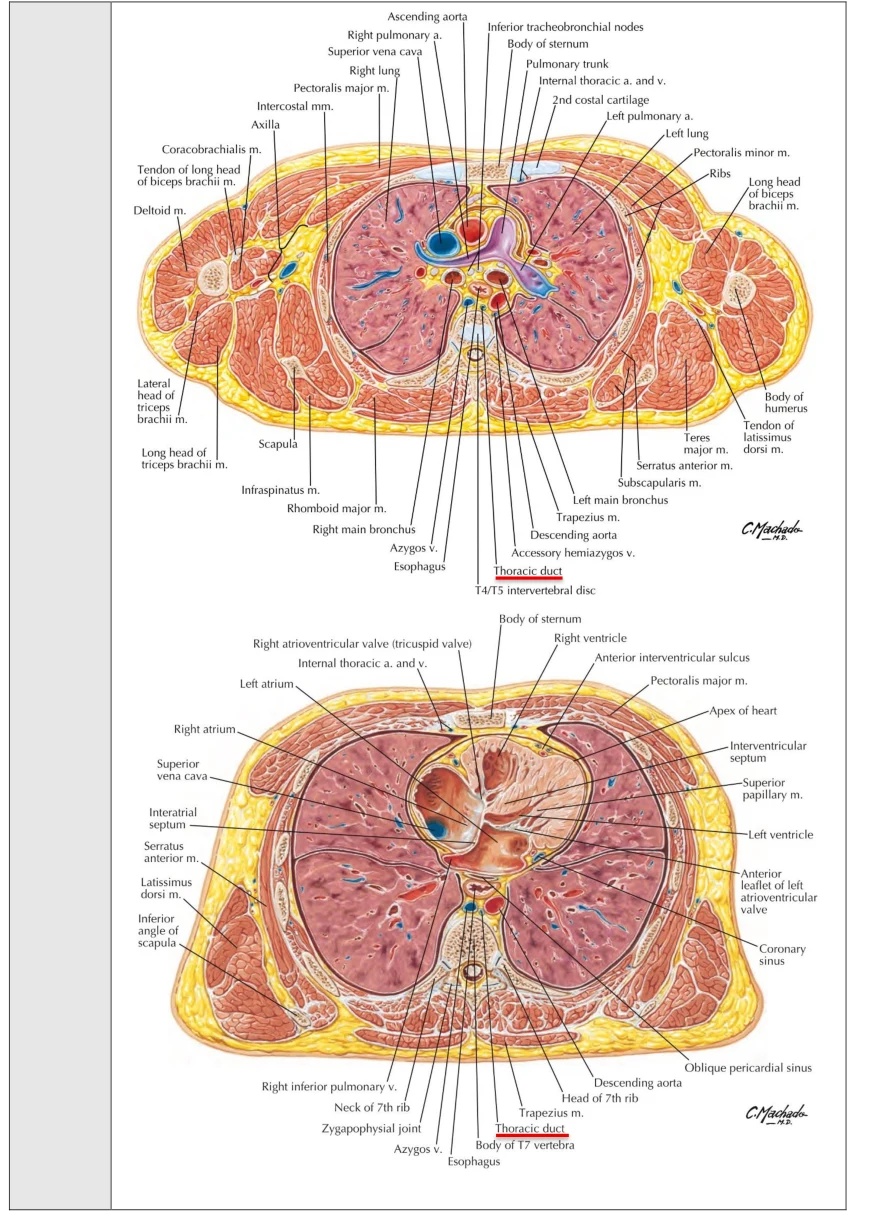 Ascending aorta
Right pulmonary a.
Superior vena cava
Right lung
Pectoralis major m.
Intercostal mm.
Axilla
Coracobrachialis m.
Tendon of long head
of biceps brachii m.
Deltoid m.
Inferior tracheobronchial nodes
Body of sternum
Pulmonary trunk
Internal thoracic a. and v.
2nd costal cartilage
Left pulmonary a.
Left lung
Pectoralis minor m.
Ribs
Long head
of biceps
brachii m.
Lateral
head of
triceps
brachii m.
Long head of
triceps brachii m.
Scapula
Infraspinatus m.
Rhomboid major m.
Right main bronchus
Azygos v.
Esophagus
T4/T5 intervertebral disc
Thoracic duct
Accessory hemiazygos v.
Descending aorta
Trapezius m.
Left main bronchus
Subscapularis m.
Serratus anterior m.
Teres
major m.
Tendon of
latissimus
dorsi m.
Body of
humerus
C.Machado
M.D.
Body of sternum
Right atrioventricular valve (tricuspid valve)
Internal thoracic a. and v.
Left atrium
Right atrium
Superior
vena cava
Interatrial
septum
Serratus
anterior m.
Latissimus
dorsi m.
Inferior
angle of
scapula
Right ventricle
Anterior interventricular sulcus
Pectoralis major m.
Apex of heart
Interventricular
septum
Superior
papillary m.
Left ventricle
Anterior
leaflet of left
atrioventricular
valve
Coronary
sinus
Oblique pericardial sinus
Descending aorta
Head of 7th rib
Trapezius m.
Thoracic duct
Body of T7 vertebra
Esophagus
Azygos v.
Zygapophysial joint
Neck of 7th rib
Right inferior pulmonary v.
C.Machado
M.D.